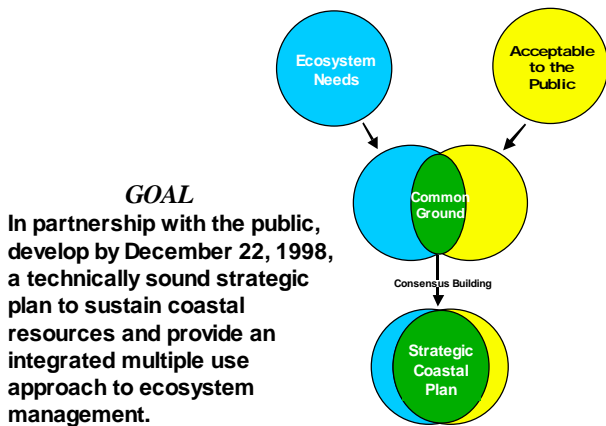 Ecosystem
Needs
Acceptable
to the
Public
Common
Ground
Consensus Building
Strategic
Coastal
Plan
GOAL
In partnership with the public,
develop by December 22, 1998,
a technically sound strategic
plan to sustain coastal
resources and provide an
integrated multiple use
approach to ecosystem
management.